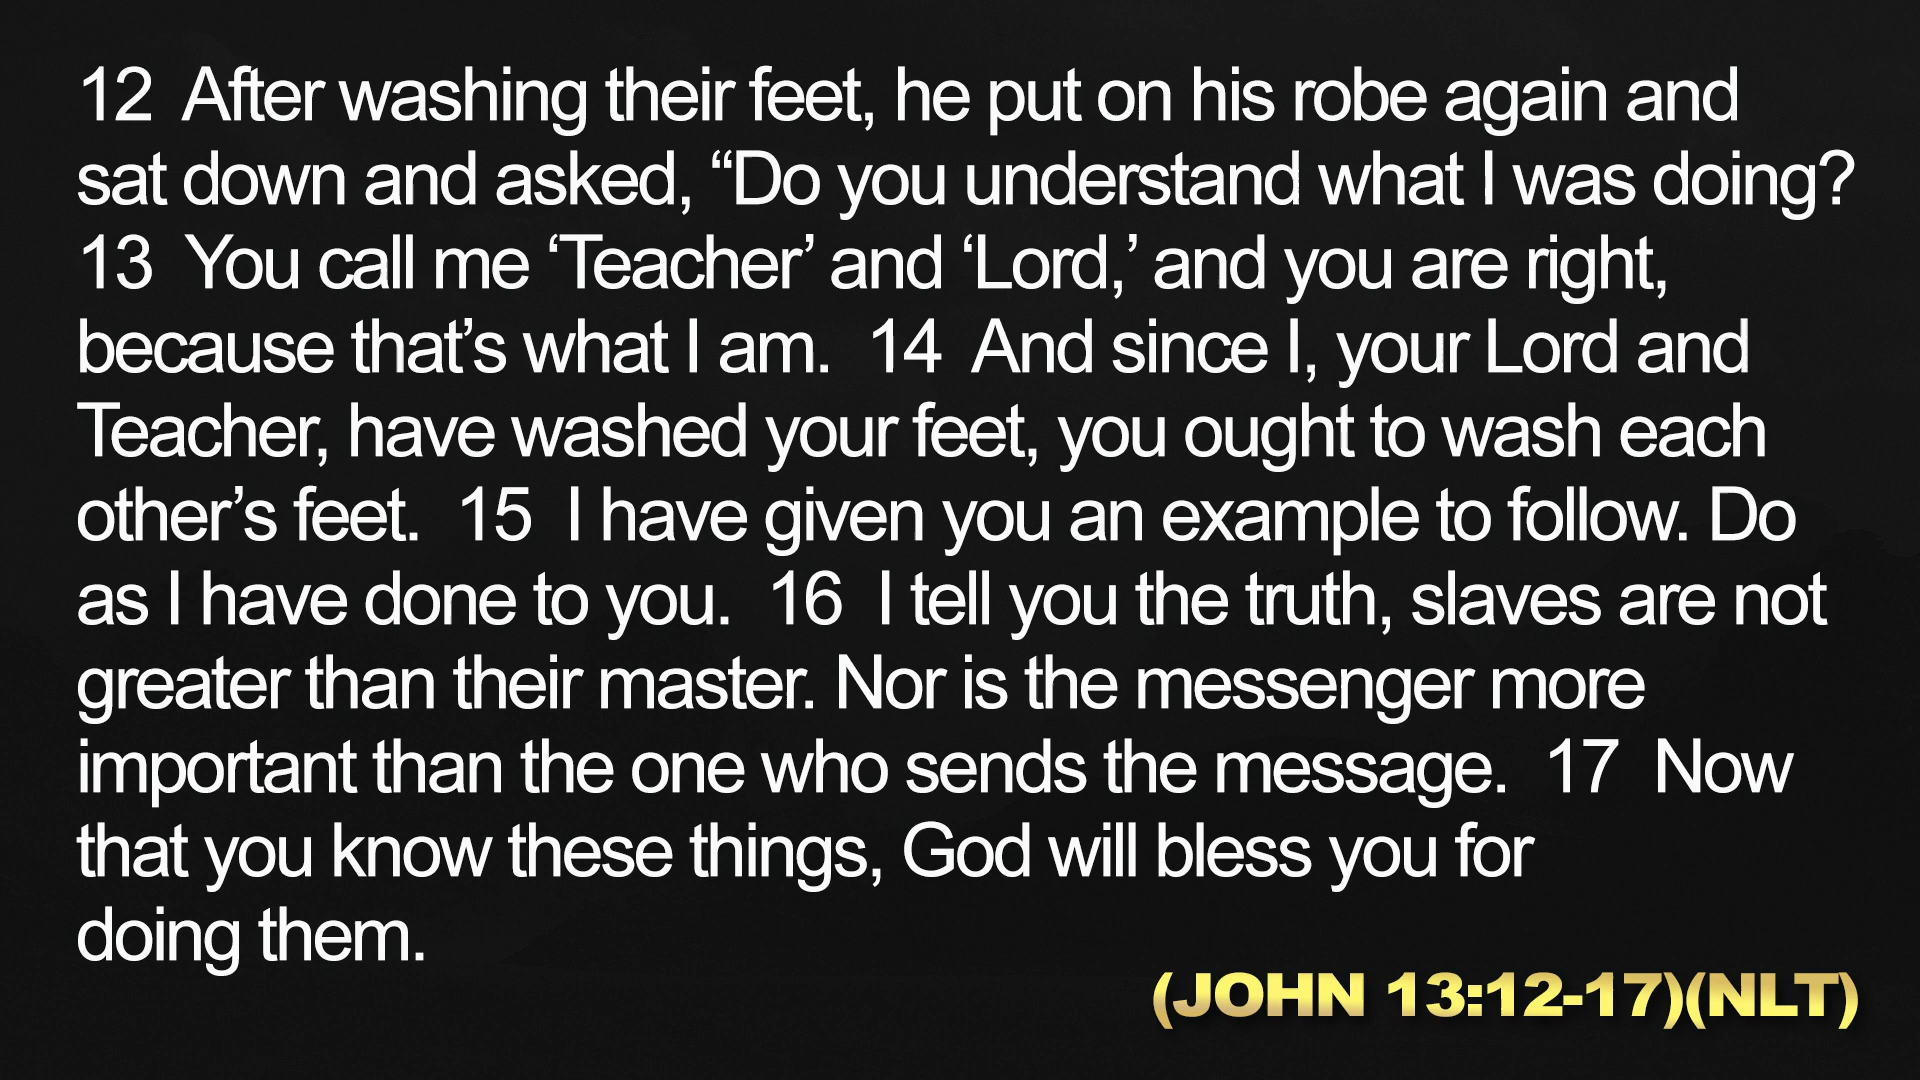 12  After washing their feet, he put on his robe again and
sat down and asked, “Do you understand what I was doing?
13  You call me ‘Teacher’ and ‘Lord,’ and you are right,
because that’s what I am.  14  And since I, your Lord and
Teacher, have washed your feet, you ought to wash each
other’s feet.  15  I have given you an example to follow. Do
as I have done to you.  16  I tell you the truth, slaves are not
greater than their master. Nor is the messenger more
important than the one who sends the message.  17  Now
that you know these things, God will bless you for
doing them.
(JOHN 13:12-17)(NLT)